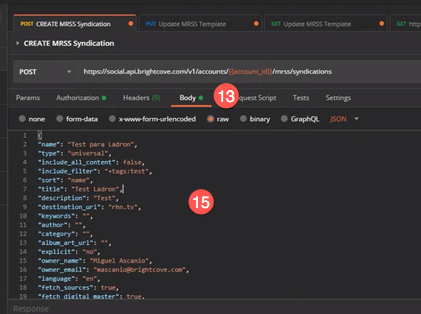 POST CREATE MRSS Syndication
PUT Update MRSS Template
GET Update MRSS Template
GET http
CREATE MRSS Syndication
POST https://social.api.brightcove.com/v1/accounts/{{account_id}}/mrss/syndications
Params Authorization Headers (9) Body 13 quest Script Tests Settings
none form-data x-www-form-urlencoded raw binary GraphQL JSON
1 {
2 "name": "Test para Ladron",
3 "type": "universal",
4 "include_all_content": false,
5 "include_filter": "+tags:test",
6 "sort": "name",
7 "title": "Test Ladron",
8 "description": "Test",
9 "destination_url": "rhn.tv",
10 "keywords": "",
11 "author": "",
12 "category": "",
13 "album_art_url": "",
14 "explicit": "no",
15 "owner_name": "Miguel Ascanio",
16 "owner_email": "mascanio@brightcove.com",
17 "language": "en",
18 "fetch_sources": true,
19 "fetch_digital_master": true,
15
Response